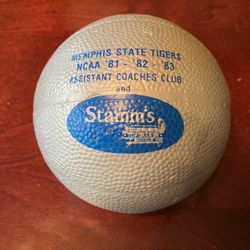 MEMPHIS STATE TIGERS
NCAA '81 - '82 - '83
ASSISTANT COACHES CLUB
and
Stamm's